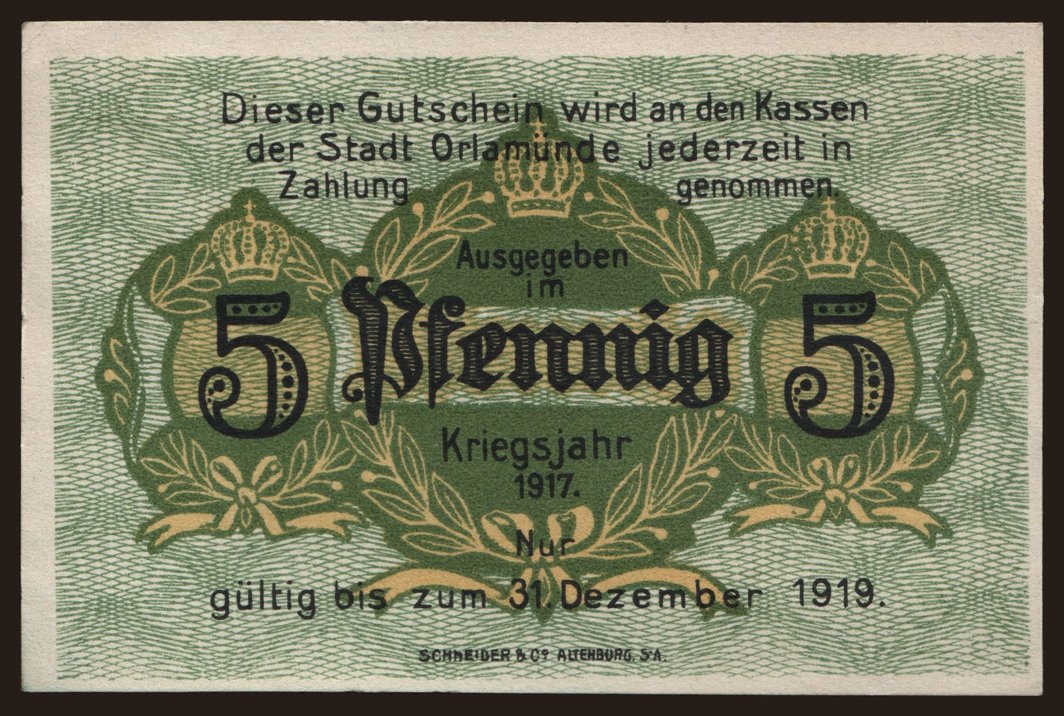 Dieser Gutschein wird an den Kassen
der Stadt Orlamünde jederzeit in
Zahlung genommen.
Ausgegeben
im
5 Pfennig 5
Kriegsjahr
1917.
Nur
gültig bis zum 31. Dezember 1919.
SCHNEIDER & Co ALTENBURG, S.A.